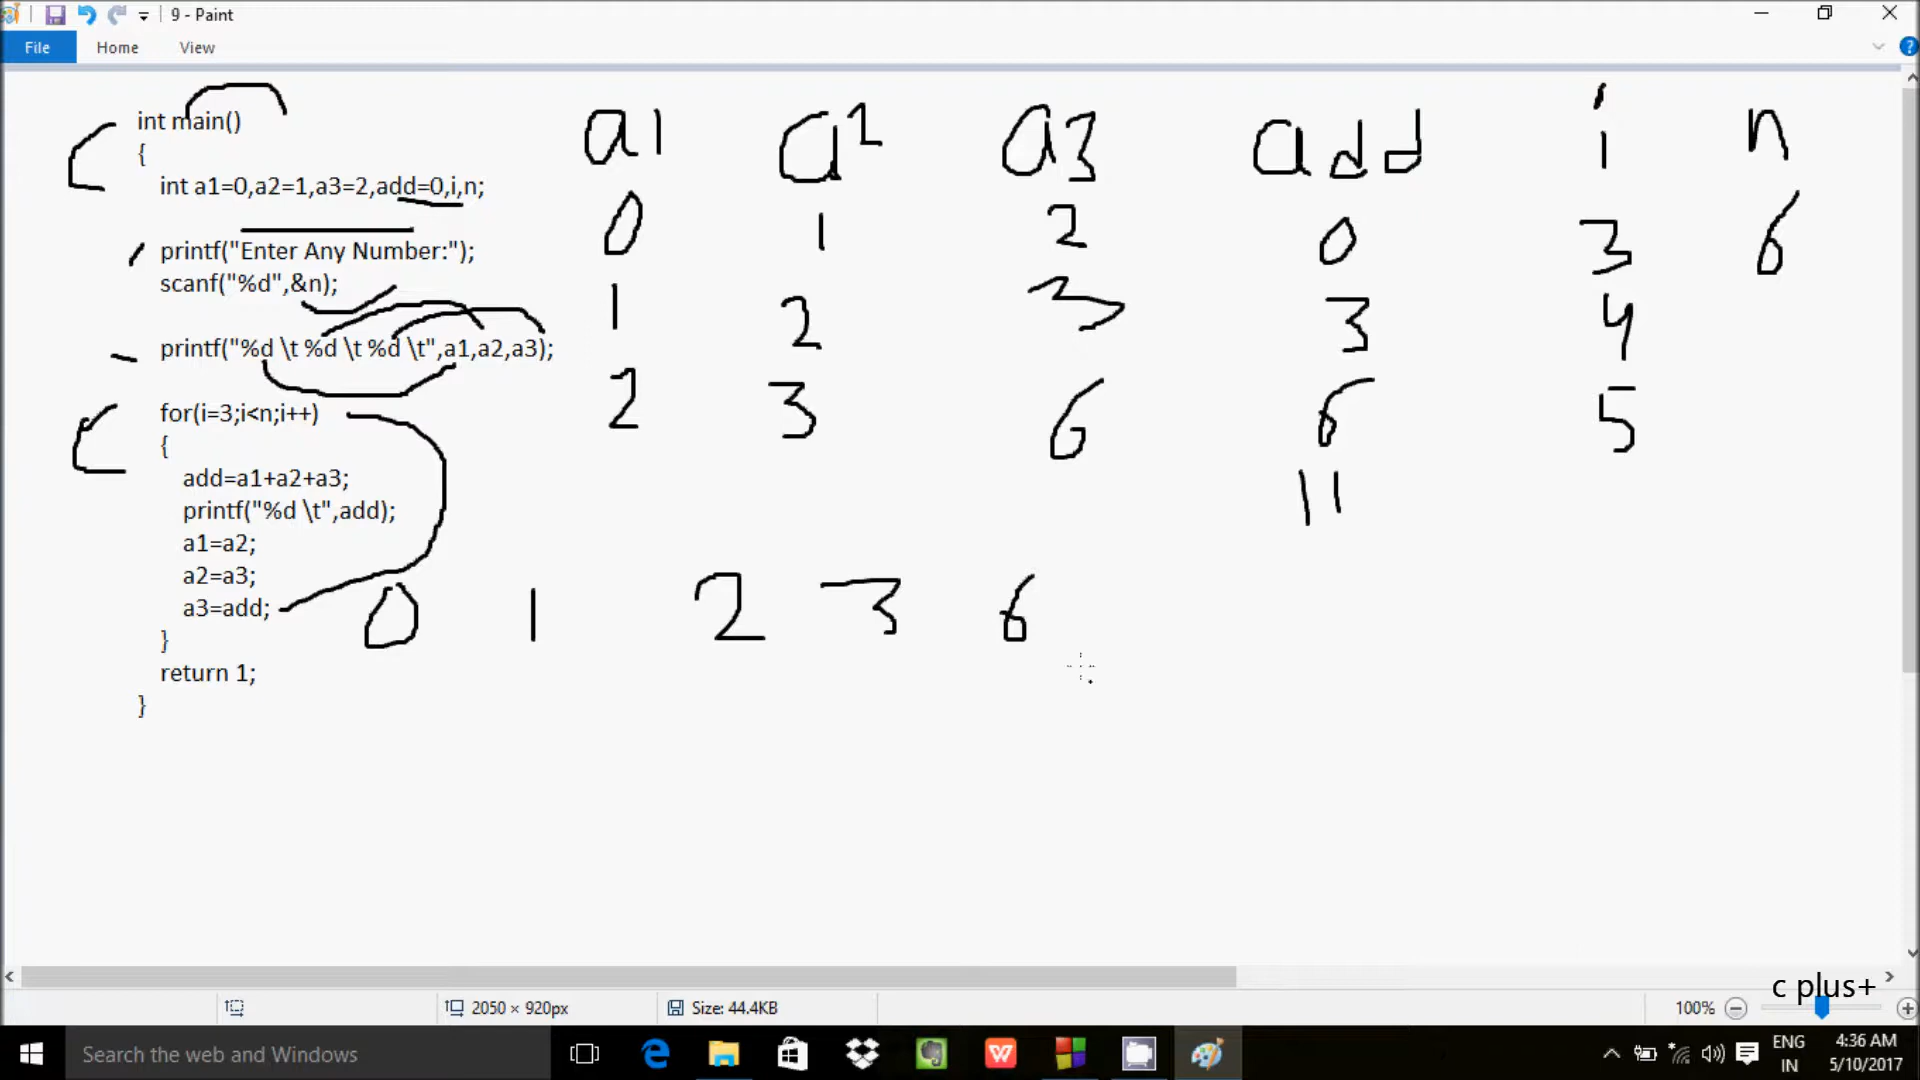 9 - Paint
File Home View
int main()
{
int a1=0,a2=1,a3=2,add=0,i,n;
printf("Enter Any Number:");
scanf("%d",&n);
printf("%d \t %d \t %d \t",a1,a2,a3);
for(i=3;i<n;i++)
{
add=a1+a2+a3;
printf("%d \t",add);
a1=a2;
a2=a3;
a3=add;
}
return 1;
}
a1 a2 a3 add i n
0 1 2 0 3 6
1 2 3 3 4
2 3 6 6 5
11
0 1 2 3 6
c plus+
2050 × 920px Size: 44.4KB 100%
Search the web and Windows
ENG 4:36 AM
IN 5/10/2017